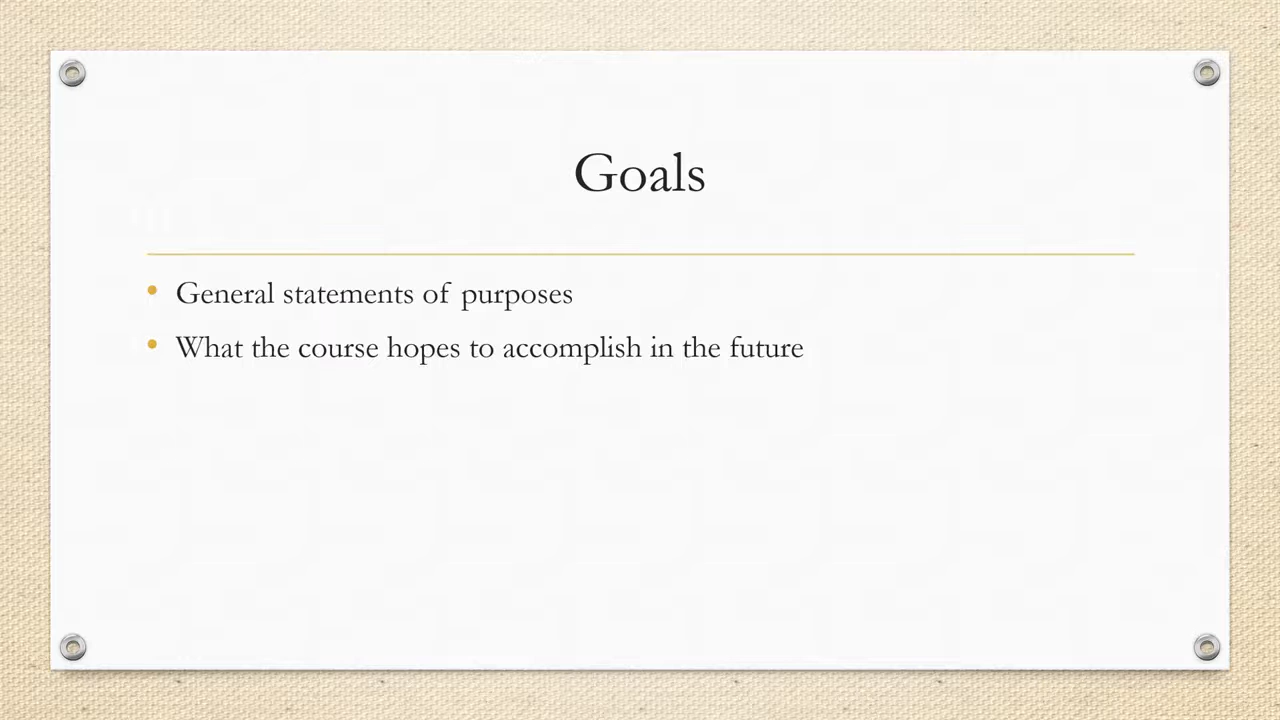 Goals
• General statements of purposes
• What the course hopes to accomplish in the future